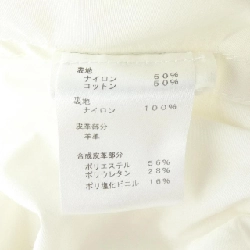 表地
ナイロン 50%
コットン 50%
裏地
ナイロン 100%
皮革部分
羊革
合成皮革部分
ポリエステル 56%
ポリウレタン 28%
ポリ塩化ビニル 16%